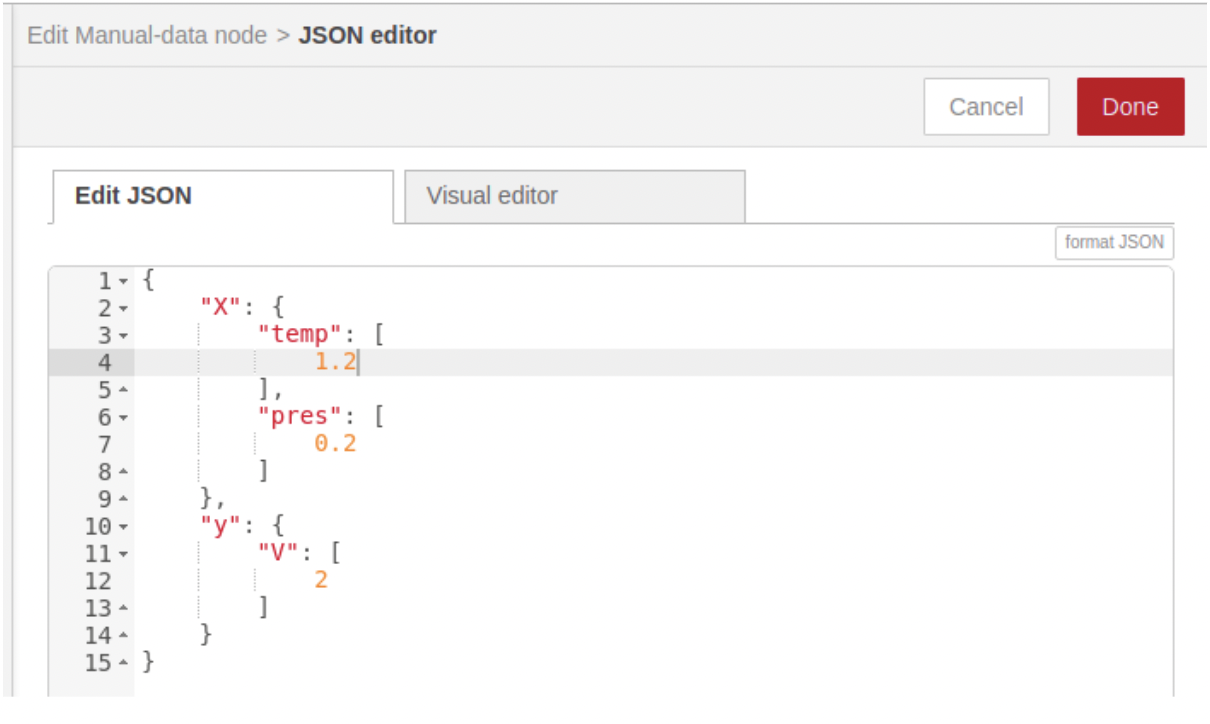 Edit Manual-data node > JSON editor
Cancel Done
Edit JSON Visual editor
format JSON
1 {
2 "X": {
3 "temp": [
4 1.2
5 ],
6 "pres": [
7 0.2
8 ]
9 },
10 "y": {
11 "V": [
12 2
13 ]
14 }
15 }